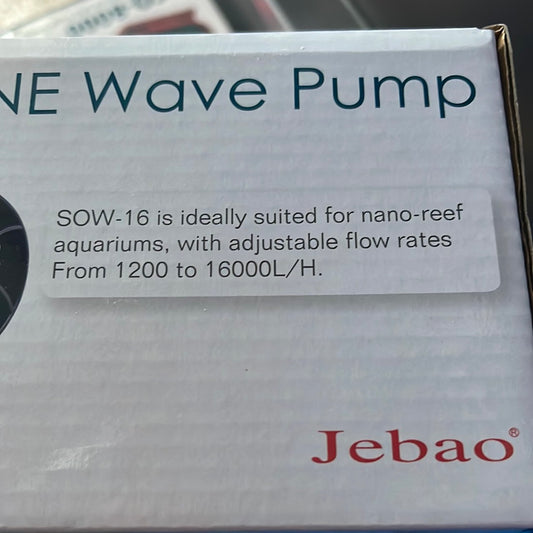 NE Wave Pump
SOW-16 is ideally suited for nano-reef
aquariums, with adjustable flow rates
From 1200 to 16000L/H.
Jebao®